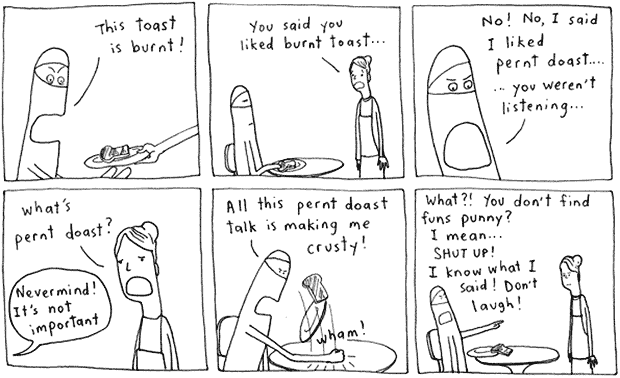 This toast
is burnt!
You said you
liked burnt toast...
No! No, I said
I liked
pernt doast....
... you weren't
listening...
what's
pernt doast?
Nevermind!
It's not
important
All this pernt doast
talk is making me
crusty!
wham!
What?! You don't find
funs punny?
I mean...
SHUT UP!
I know what I
said! Don't
laugh!